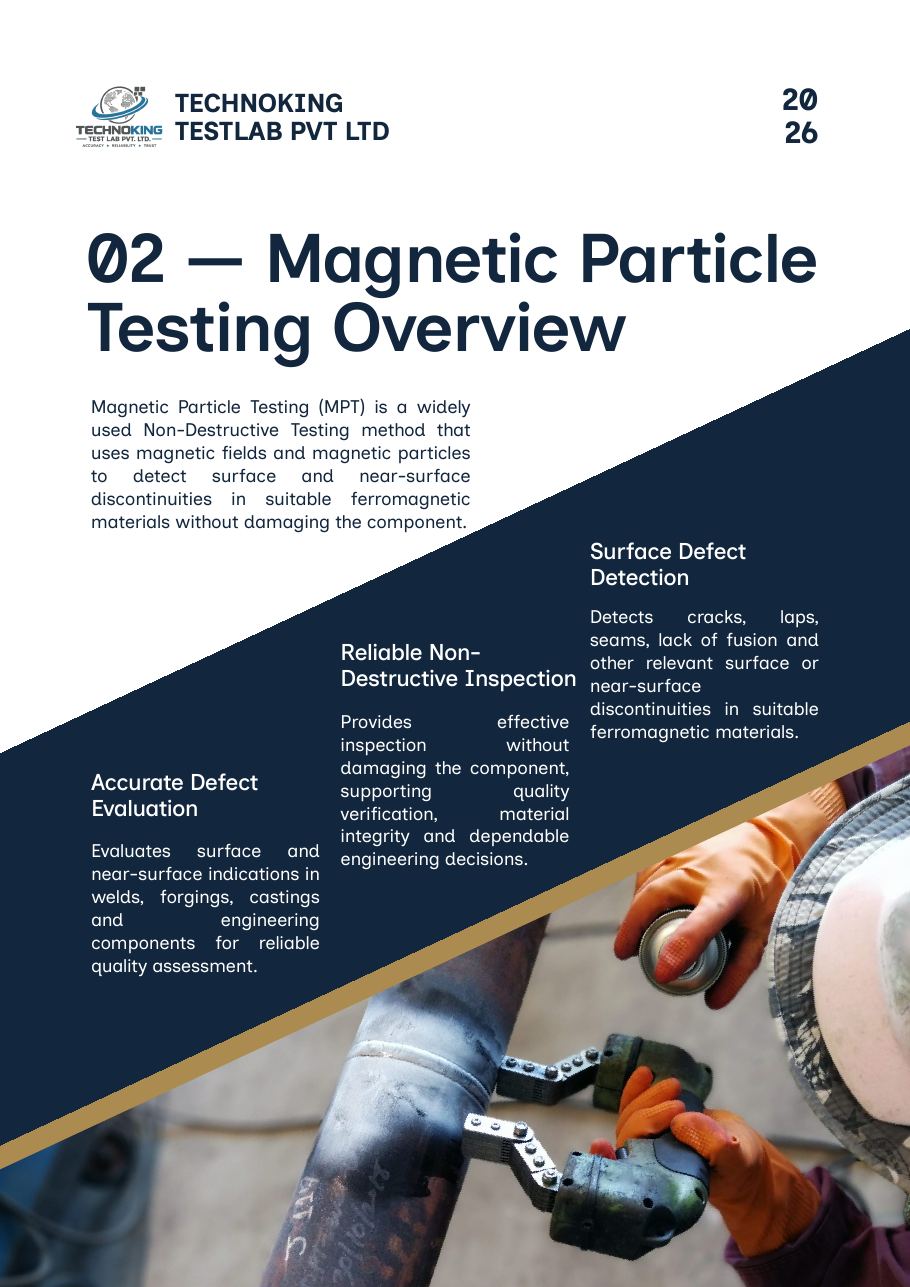 TECHNOKING
TEST LAB PVT. LTD.
ACCURACY • RELIABILITY • TRUST
TECHNOKING
TESTLAB PVT LTD
20
26
02 — Magnetic Particle
Testing Overview
Magnetic Particle Testing (MPT) is a widely
used Non-Destructive Testing method that
uses magnetic fields and magnetic particles
to detect surface and near-surface
discontinuities in suitable ferromagnetic
materials without damaging the component.
Surface Defect
Detection
Detects cracks, laps,
seams, lack of fusion and
other relevant surface or
near-surface
discontinuities in suitable
ferromagnetic materials.
Reliable Non-
Destructive Inspection
Provides effective
inspection without
damaging the component,
supporting quality
verification, material
integrity and dependable
engineering decisions.
Accurate Defect
Evaluation
Evaluates surface and
near-surface indications in
welds, forgings, castings
and engineering
components for reliable
quality assessment.